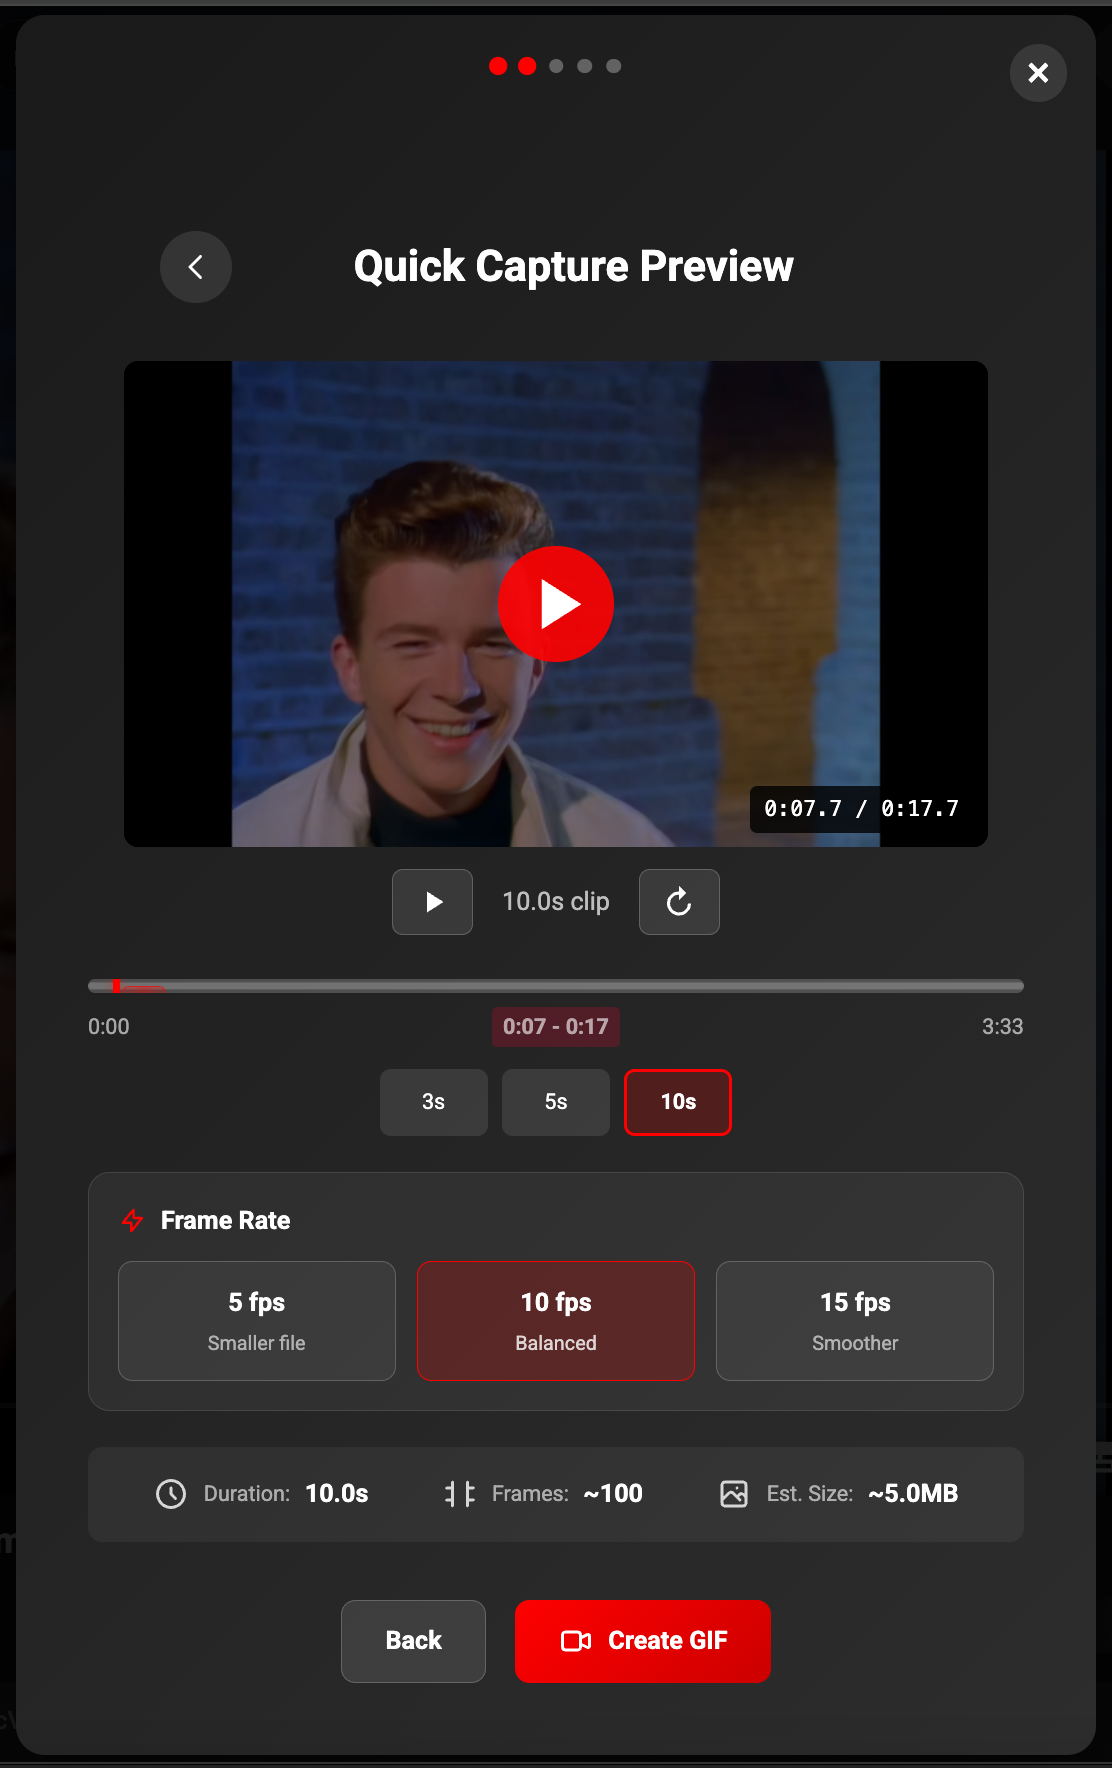 Quick Capture Preview
0:07.7 / 0:17.7
10.0s clip
0:00 0:07 - 0:17 3:33
3s 5s 10s
Frame Rate
5 fps 10 fps 15 fps
Smaller file Balanced Smoother
Duration: 10.0s Frames: ~100 Est. Size: ~5.0MB
Back Create GIF